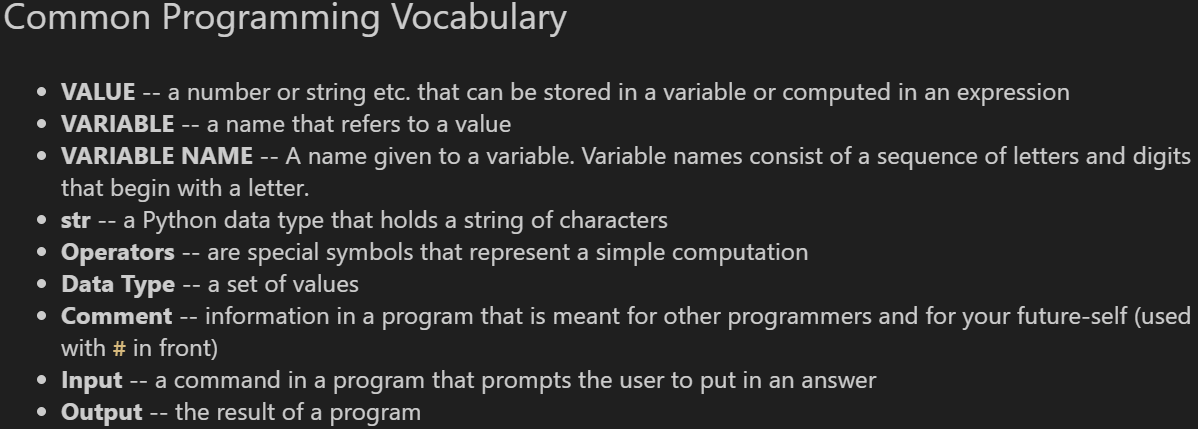 Common Programming Vocabulary
• VALUE -- a number or string etc. that can be stored in a variable or computed in an expression
• VARIABLE -- a name that refers to a value
• VARIABLE NAME -- A name given to a variable. Variable names consist of a sequence of letters and digits
that begin with a letter.
• str -- a Python data type that holds a string of characters
• Operators -- are special symbols that represent a simple computation
• Data Type -- a set of values
• Comment -- information in a program that is meant for other programmers and for your future-self (used
with # in front)
• Input -- a command in a program that prompts the user to put in an answer
• Output -- the result of a program